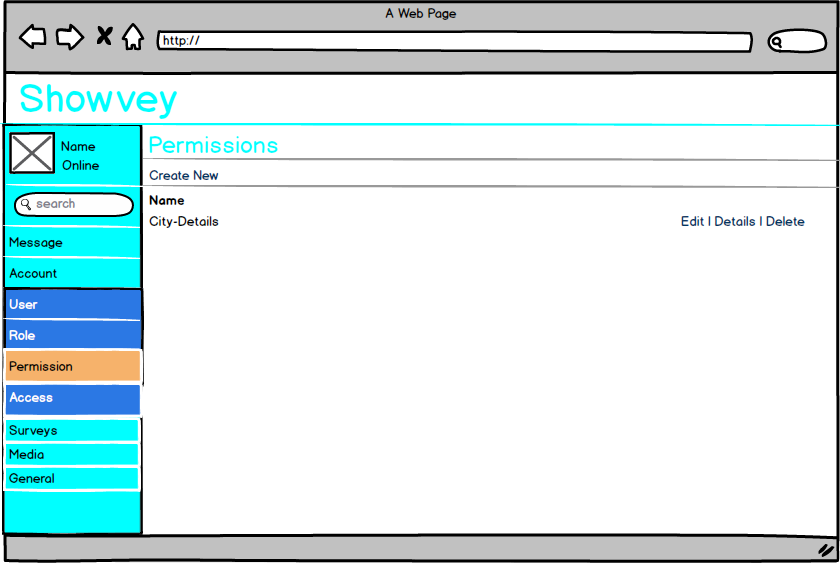 A Web Page
http://
Showvey
Name
Online
search
Message
Account
User
Role
Permission
Access
Surveys
Media
General
Permissions
Create New
Name
City-Details
Edit | Details | Delete